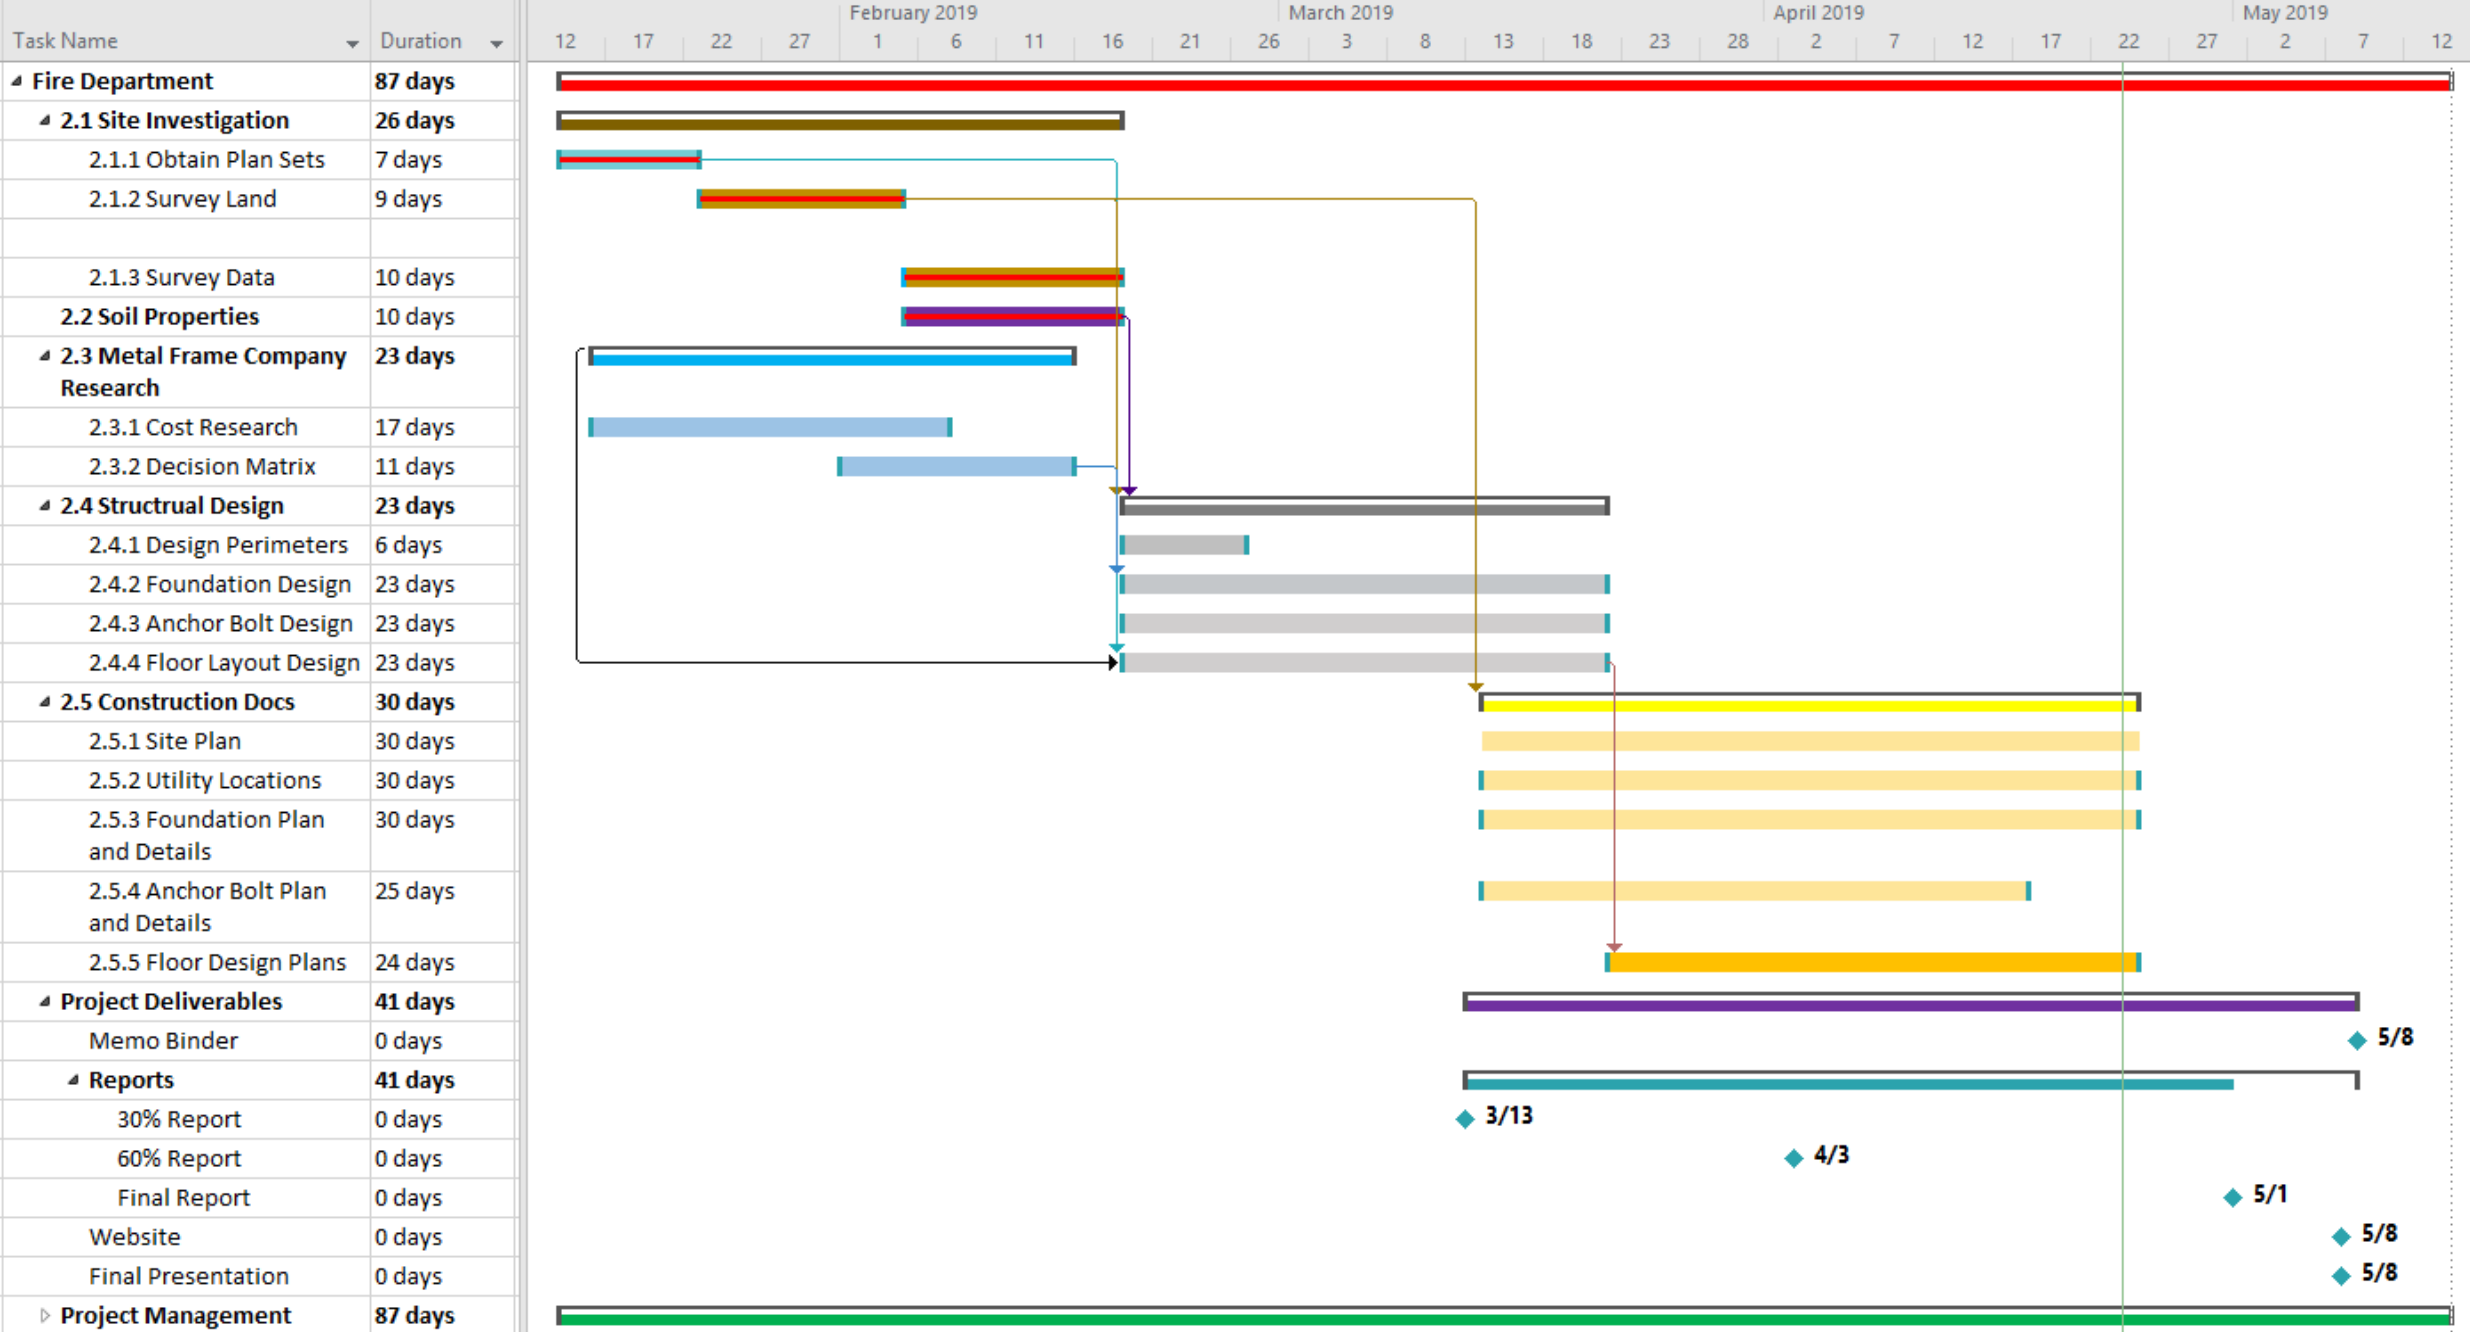 February 2019 March 2019 April 2019 May 2019
Task Name Duration 12 17 22 27 1 6 11 16 21 26 3 8 13 18 23 28 2 7 12 17 22 27 2 7 12
Fire Department 87 days
2.1 Site Investigation 26 days
2.1.1 Obtain Plan Sets 7 days
2.1.2 Survey Land 9 days
2.1.3 Survey Data 10 days
2.2 Soil Properties 10 days
2.3 Metal Frame Company 23 days
Research
2.3.1 Cost Research 17 days
2.3.2 Decision Matrix 11 days
2.4 Structrual Design 23 days
2.4.1 Design Perimeters 6 days
2.4.2 Foundation Design 23 days
2.4.3 Anchor Bolt Design 23 days
2.4.4 Floor Layout Design 23 days
2.5 Construction Docs 30 days
2.5.1 Site Plan 30 days
2.5.2 Utility Locations 30 days
2.5.3 Foundation Plan 30 days
and Details
2.5.4 Anchor Bolt Plan 25 days
and Details
2.5.5 Floor Design Plans 24 days
Project Deliverables 41 days
Memo Binder 0 days 5/8
Reports 41 days
30% Report 0 days 3/13
60% Report 0 days 4/3
Final Report 0 days 5/1
Website 0 days 5/8
Final Presentation 0 days 5/8
Project Management 87 days